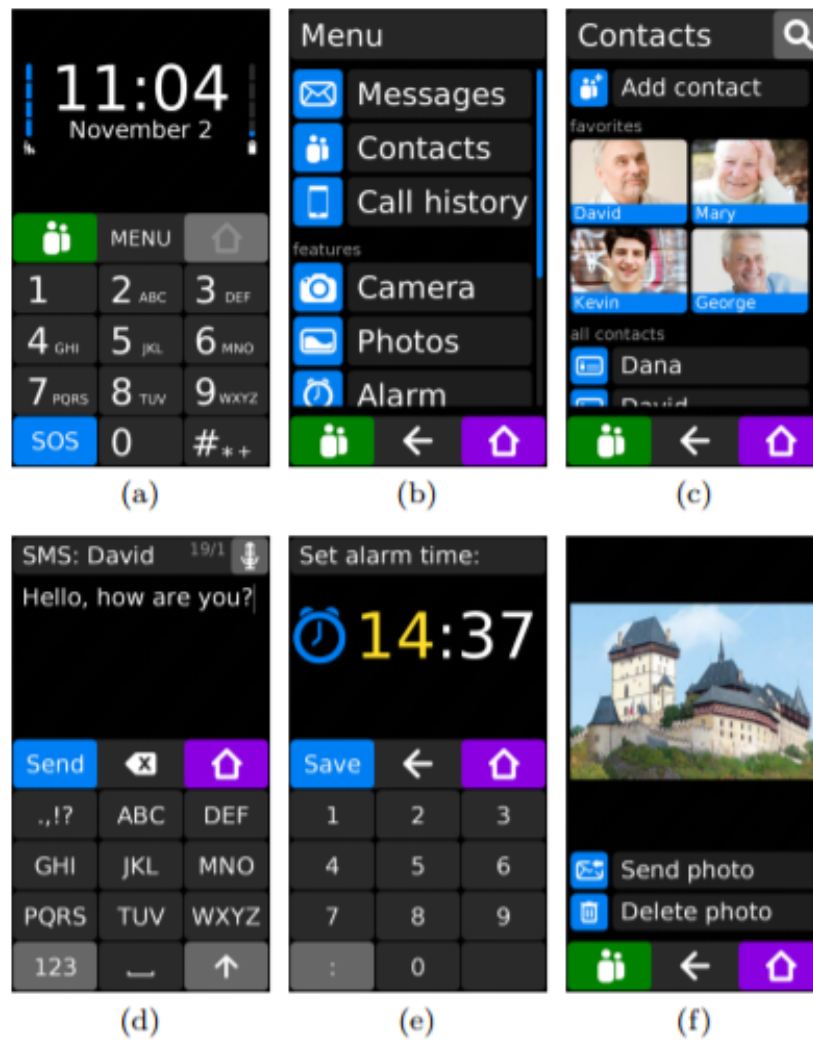 11:04
November 2
MENU
1 2 ABC 3 DEF
4 GHI 5 JKL 6 MNO
7 PQRS 8 TUV 9 WXYZ
SOS 0 #*+
(a)
Menu
Messages
Contacts
Call history
features
Camera
Photos
Alarm
(b)
Contacts
Add contact
favorites
David Mary
Kevin George
all contacts
Dana
David
(c)
SMS: David 19/1
Hello, how are you?
Send
.,!? ABC DEF
GHI JKL MNO
PQRS TUV WXYZ
123
(d)
Set alarm time:
14:37
Save
1 2 3
4 5 6
7 8 9
: 0
(e)
Send photo
Delete photo
(f)